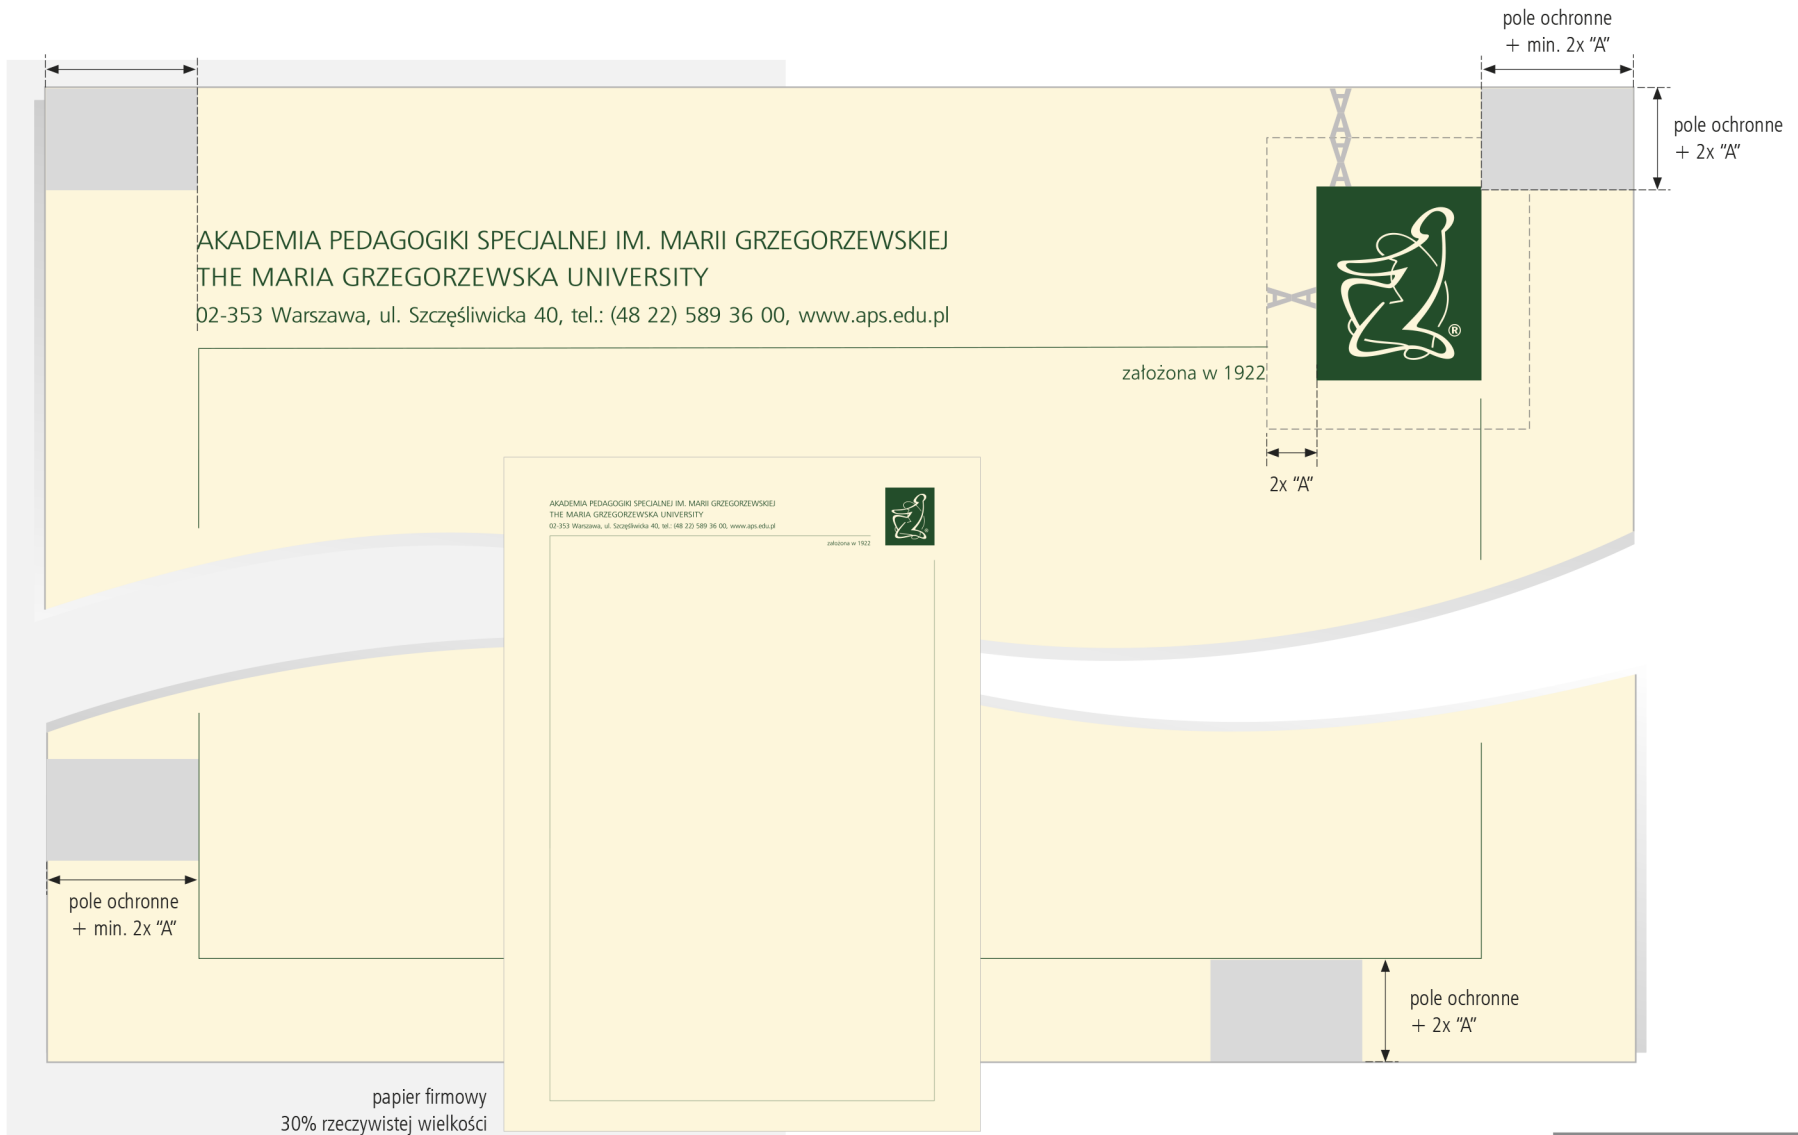 pole ochronne
+ min. 2x “A”
pole ochronne
+ 2x “A”
AKADEMIA PEDAGOGIKI SPECJALNEJ IM. MARII GRZEGORZEWSKIEJ
THE MARIA GRZEGORZEWSKA UNIVERSITY
02-353 Warszawa, ul. Szczęśliwicka 40, tel.: (48 22) 589 36 00, www.aps.edu.pl
założona w 1922
®
2x “A”
AKADEMIA PEDAGOGIKI SPECJALNEJ IM. MARII GRZEGORZEWSKIEJ
THE MARIA GRZEGORZEWSKA UNIVERSITY
02-353 Warszawa, ul. Szczęśliwicka 40, tel.: (48 22) 589 36 00, www.aps.edu.pl
założona w 1922
®
pole ochronne
+ min. 2x “A”
pole ochronne
+ 2x “A”
papier firmowy
30% rzeczywistej wielkości